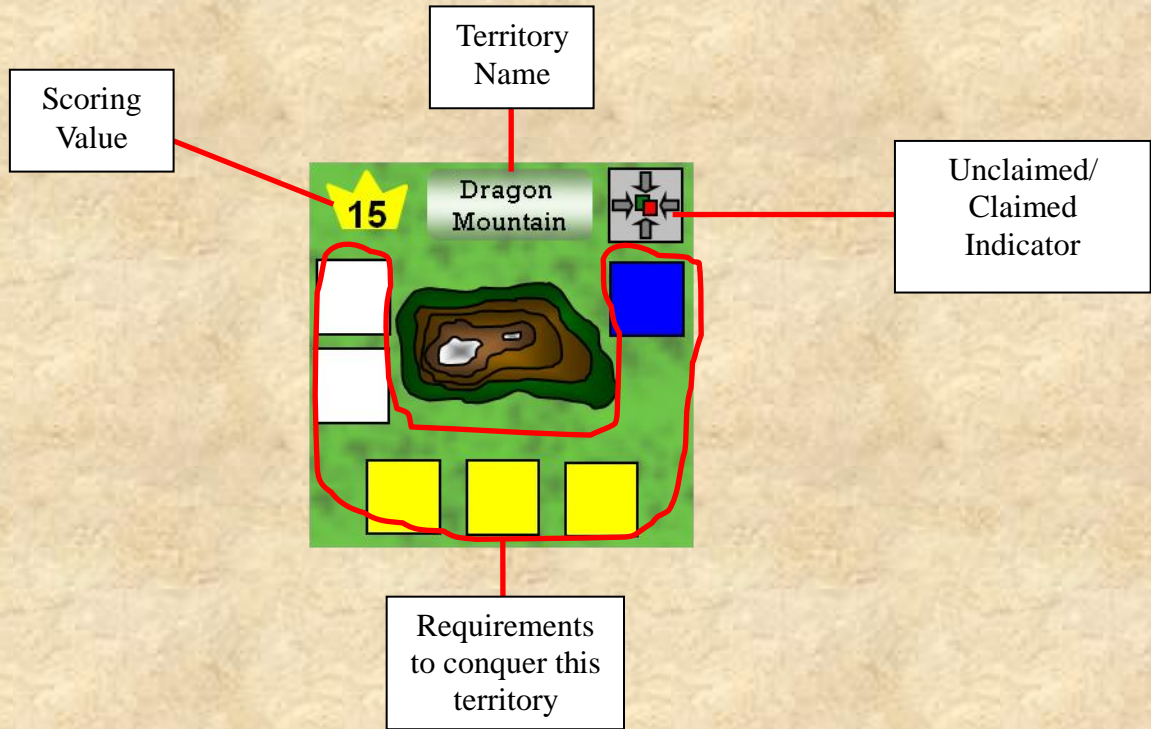 Territory
Name
Scoring
Value
Unclaimed/
Claimed
Indicator
15
Dragon
Mountain
Requirements
to conquer this
territory